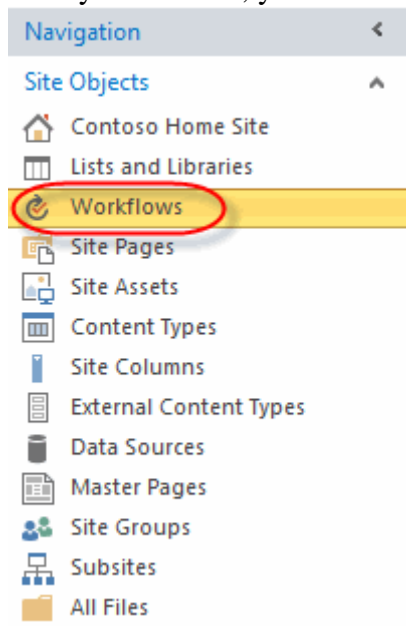 Navigation
Site Objects
Contoso Home Site
Lists and Libraries
Workflows
Site Pages
Site Assets
Content Types
Site Columns
External Content Types
Data Sources
Master Pages
Site Groups
Subsites
All Files